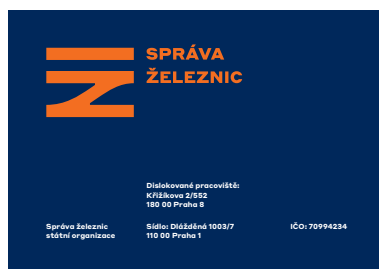 SPRÁVA
ŽELEZNIC
Dislokované pracoviště:
Křižíkova 2/552
180 00 Praha 8
Správa železnic
státní organizace
Sídlo: Dlážděná 1003/7
110 00 Praha 1
IČO: 70994234